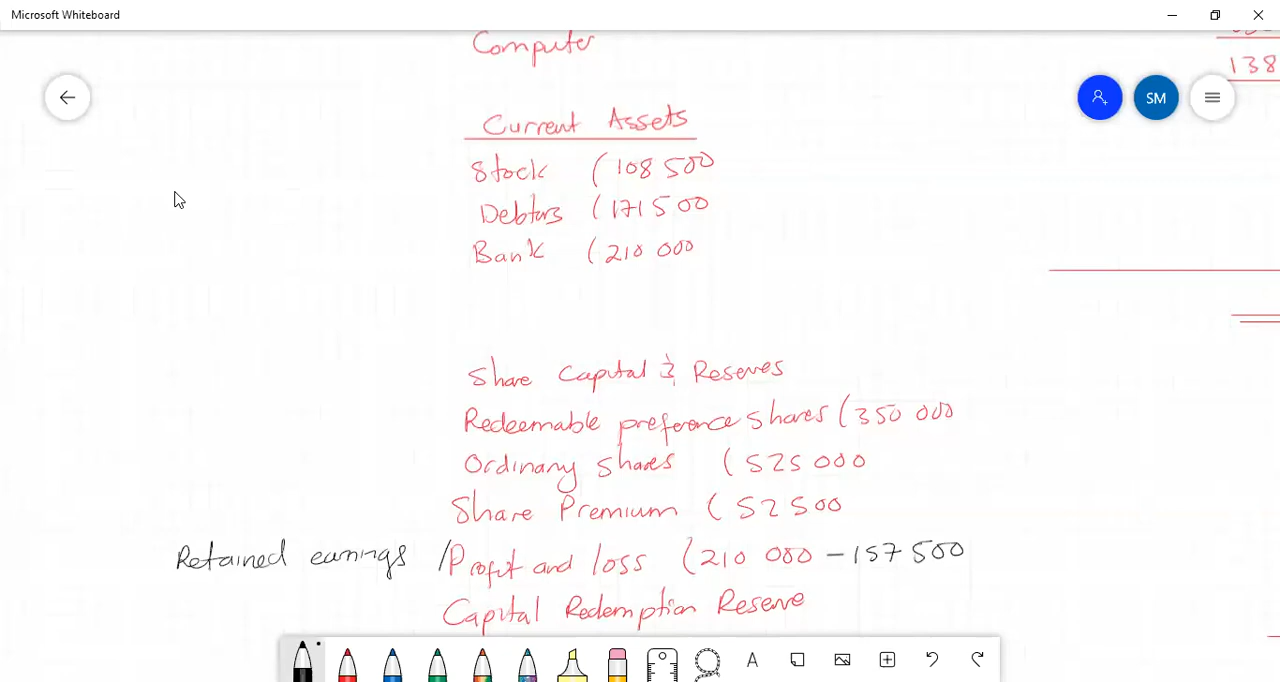 Microsoft Whiteboard
Computer
138
SM
Current Assets
Stock (108 500
Debtors (171 500
Bank (210 000
Share Capital & Reserves
Redeemable preference shares (350 000
Ordinary shares (525 000
Share Premium (52 500
Retained earnings /Profit and loss (210 000 - 157 500
Capital Redemption Reserve
A